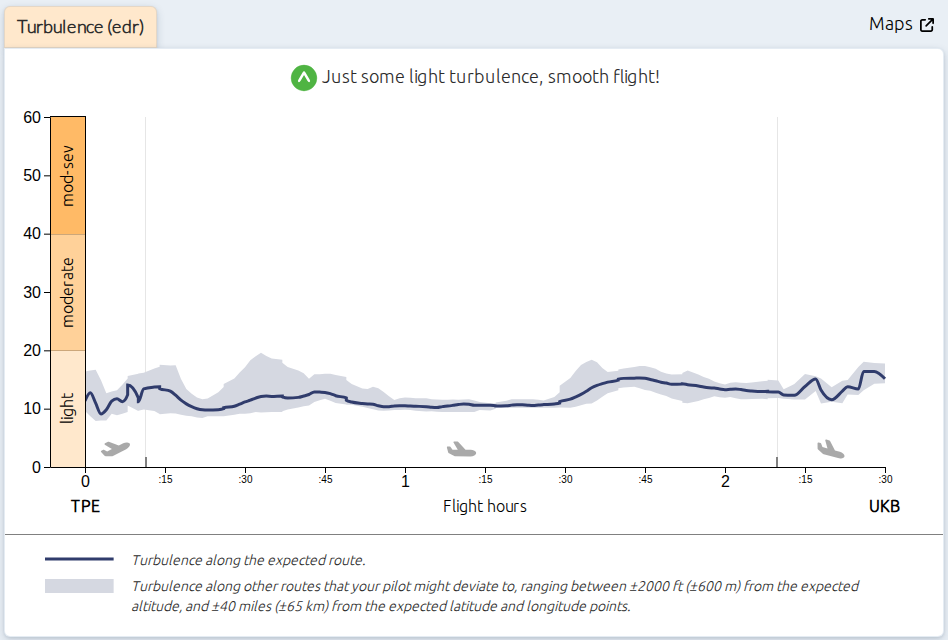 Turbulence (edr)
Maps
Just some light turbulence, smooth flight!
60
50
40
30
20
10
0
mod-sev
moderate
light
0 :15 :30 :45 1 :15 :30 :45 2 :15 :30
TPE Flight hours UKB
Turbulence along the expected route.
Turbulence along other routes that your pilot might deviate to, ranging between ±2000 ft (±600 m) from the expected
altitude, and ±40 miles (±65 km) from the expected latitude and longitude points.